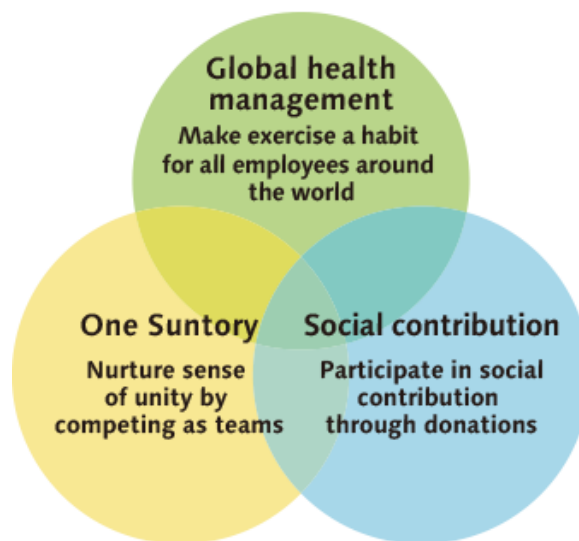 Global health
management
Make exercise a habit
for all employees around
the world
One Suntory
Nurture sense
of unity by
competing as teams
Social contribution
Participate in social
contribution
through donations